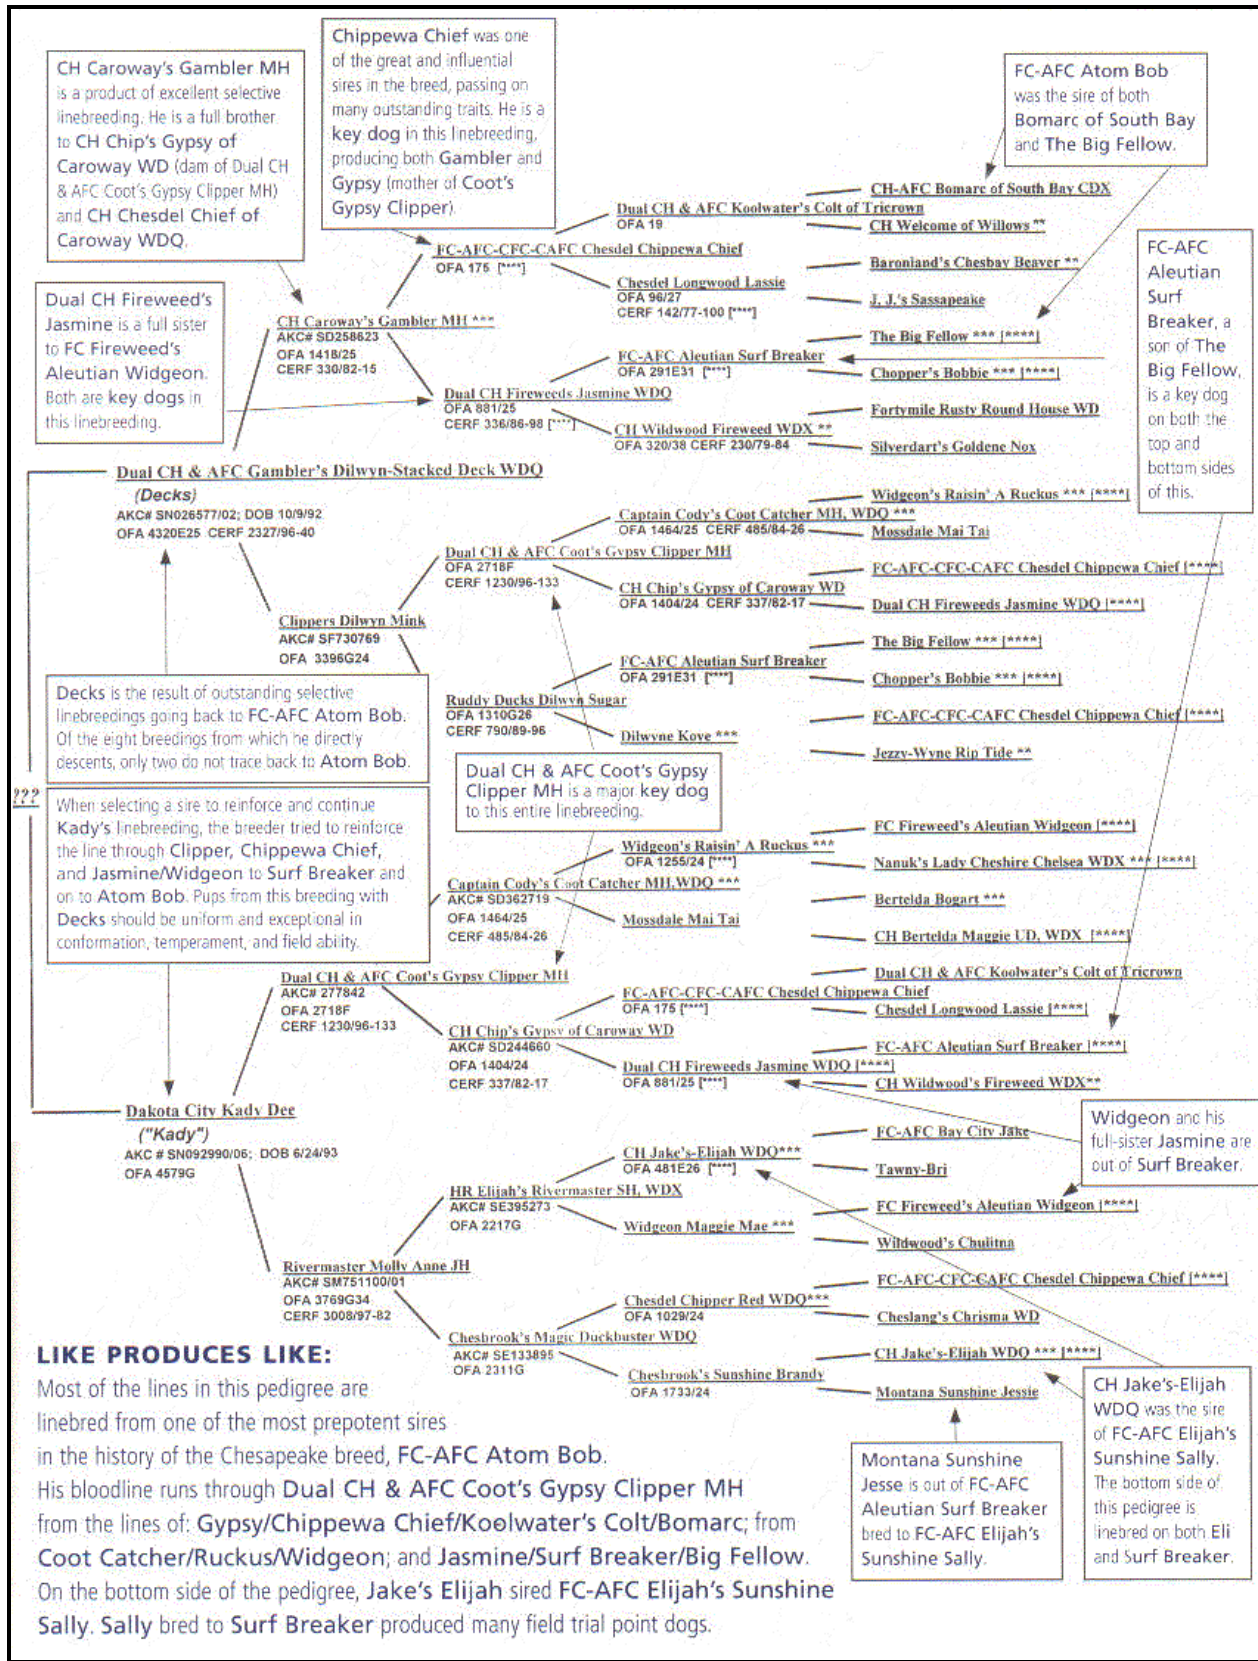 CH Caroway's Gambler MH
is a product of excellent selective
linebreeding. He is a full brother
to CH Chip's Gypsy of
Caroway WD (dam of Dual CH
& AFC Coot's Gypsy Clipper MH)
and CH Chesdel Chief of
Caroway WDQ.
Chippewa Chief was one
of the great and influential
sires in the breed, passing on
many outstanding traits. He is a
key dog in this linebreeding,
producing both Gambler and
Gypsy (mother of Coot's
Gypsy Clipper).
FC-AFC Atom Bob
was the sire of both
Bomarc of South Bay
and The Big Fellow.
Dual CH Fireweed's
Jasmine is a full sister
to FC Fireweed's
Aleutian Widgeon.
Both are key dogs in
this linebreeding.
FC-AFC
Aleutian
Surf
Breaker, a
son of The
Big Fellow,
is a key dog
on both the
top and
bottom sides
of this.
CH-AFC Bomarc of South Bay CDX
Dual CH & AFC Koolwater's Colt of Tricrown
OFA 19
CH Welcome of Willows **
FC-AFC-CFC-CAFC Chesdel Chippewa Chief
OFA 175 [****]
Baronland's Chesbay Beaver **
Chesdel Longwood Lassie
OFA 96/27
CERF 142/77-100 [****]
J. J.'s Sassapeake
CH Caroway's Gambler MH ***
AKC# SD258623
OFA 1418/25
CERF 330/82-15
The Big Fellow *** [****]
FC-AFC Aleutian Surf Breaker
OFA 291E31 [****]
Chopper's Bobbie *** [****]
Dual CH Fireweeds Jasmine WDQ
OFA 881/25
CERF 336/86-98 [****]
Fortymile Rusty Round House WD
CH Wildwood Fireweed WDX **
OFA 320/38 CERF 230/79-84
Silverdart's Goldene Nox
Dual CH & AFC Gambler's Dilwyn-Stacked Deck WDQ
(Decks)
AKC# SN026577/02; DOB 10/9/92
OFA 4320E25 CERF 2327/96-40
Widgeon's Raisin' A Ruckus *** [****]
Captain Cody's Coot Catcher MH, WDQ ***
OFA 1464/25 CERF 485/84-26
Mossdale Mai Tai
Dual CH & AFC Coot's Gypsy Clipper MH
OFA 2718F
CERF 1230/96-133
FC-AFC-CFC-CAFC Chesdel Chippewa Chief [****]
CH Chip's Gypsy of Caroway WD
OFA 1404/24 CERF 337/82-17
Dual CH Fireweeds Jasmine WDQ [****]
Clippers Dilwyn Mink
AKC# SF730769
OFA 3396G24
The Big Fellow *** [****]
FC-AFC Aleutian Surf Breaker
OFA 291E31 [****]
Chopper's Bobbie *** [****]
Ruddy Ducks Dilwyn Sugar
OFA 1310G26
CERF 790/89-96
FC-AFC-CFC-CAFC Chesdel Chippewa Chief [****]
Dilwyne Kove ***
Jezzy-Wyne Rip Tide **
Decks is the result of outstanding selective
linebreedings going back to FC-AFC Atom Bob.
Of the eight breedings from which he directly
descents, only two do not trace back to Atom Bob.
Dual CH & AFC Coot's Gypsy
Clipper MH is a major key dog
to this entire linebreeding.
???
When selecting a sire to reinforce and continue
Kady's linebreeding, the breeder tried to reinforce
the line through Clipper, Chippewa Chief,
and Jasmine/Widgeon to Surf Breaker and
on to Atom Bob. Pups from this breeding with
Decks should be uniform and exceptional in
conformation, temperament, and field ability.
FC Fireweed's Aleutian Widgeon [****]
Widgeon's Raisin' A Ruckus ***
OFA 1255/24 [****]
Nanuk's Lady Cheshire Chelsea WDX *** [****]
Captain Cody's Coot Catcher MH,WDQ ***
AKC# SD362719
OFA 1464/25
CERF 485/84-26
Bertelda Bogart ***
Mossdale Mai Tai
CH Bertelda Maggie UD, WDX [****]
Dual CH & AFC Coot's Gypsy Clipper MH
AKC# 277842
OFA 2718F
CERF 1230/96-133
Dual CH & AFC Koolwater's Colt of Tricrown
FC-AFC-CFC-CAFC Chesdel Chippewa Chief
OFA 175 [****]
Chesdel Longwood Lassie [****]
CH Chip's Gypsy of Caroway WD
AKC# SD244660
OFA 1404/24
CERF 337/82-17
FC-AFC Aleutian Surf Breaker [****]
Dual CH Fireweeds Jasmine WDQ [****]
OFA 881/25 [****]
CH Wildwood's Fireweed WDX**
Dakota City Kady Dee
("Kady")
AKC # SN092990/06; DOB 6/24/93
OFA 4579G
Widgeon and his
full-sister Jasmine are
out of Surf Breaker.
FC-AFC Bay City Jake
CH Jake's-Elijah WDQ***
OFA 481E26 [****]
Tawny-Bri
HR Elijah's Rivermaster SH, WDX
AKC# SE395273
OFA 2217G
FC Fireweed's Aleutian Widgeon [****]
Widgeon Maggie Mae ***
Wildwood's Chulitna
Rivermaster Molly Anne JH
AKC# SM751100/01
OFA 3769G34
CERF 3008/97-82
FC-AFC-CFC-CAFC Chesdel Chippewa Chief [****]
Chesdel Chipper Red WDQ***
OFA 1029/24
Cheslang's Chrisma WD
Chesbrook's Magic Duckbuster WDQ
AKC# SE133895
OFA 2311G
CH Jake's-Elijah WDQ *** [****]
Chesbrook's Sunshine Brandy
OFA 1733/24
Montana Sunshine Jessie
LIKE PRODUCES LIKE:
Most of the lines in this pedigree are
linebred from one of the most prepotent sires
in the history of the Chesapeake breed, FC-AFC Atom Bob.
His bloodline runs through Dual CH & AFC Coot's Gypsy Clipper MH
from the lines of: Gypsy/Chippewa Chief/Koolwater's Colt/Bomarc; from
Coot Catcher/Ruckus/Widgeon; and Jasmine/Surf Breaker/Big Fellow.
On the bottom side of the pedigree, Jake's Elijah sired FC-AFC Elijah's Sunshine
Sally. Sally bred to Surf Breaker produced many field trial point dogs.
Montana Sunshine
Jesse is out of FC-AFC
Aleutian Surf Breaker
bred to FC-AFC Elijah's
Sunshine Sally.
CH Jake's-Elijah
WDQ was the sire
of FC-AFC Elijah's
Sunshine Sally.
The bottom side of
this pedigree is
linebred on both Eli
and Surf Breaker.